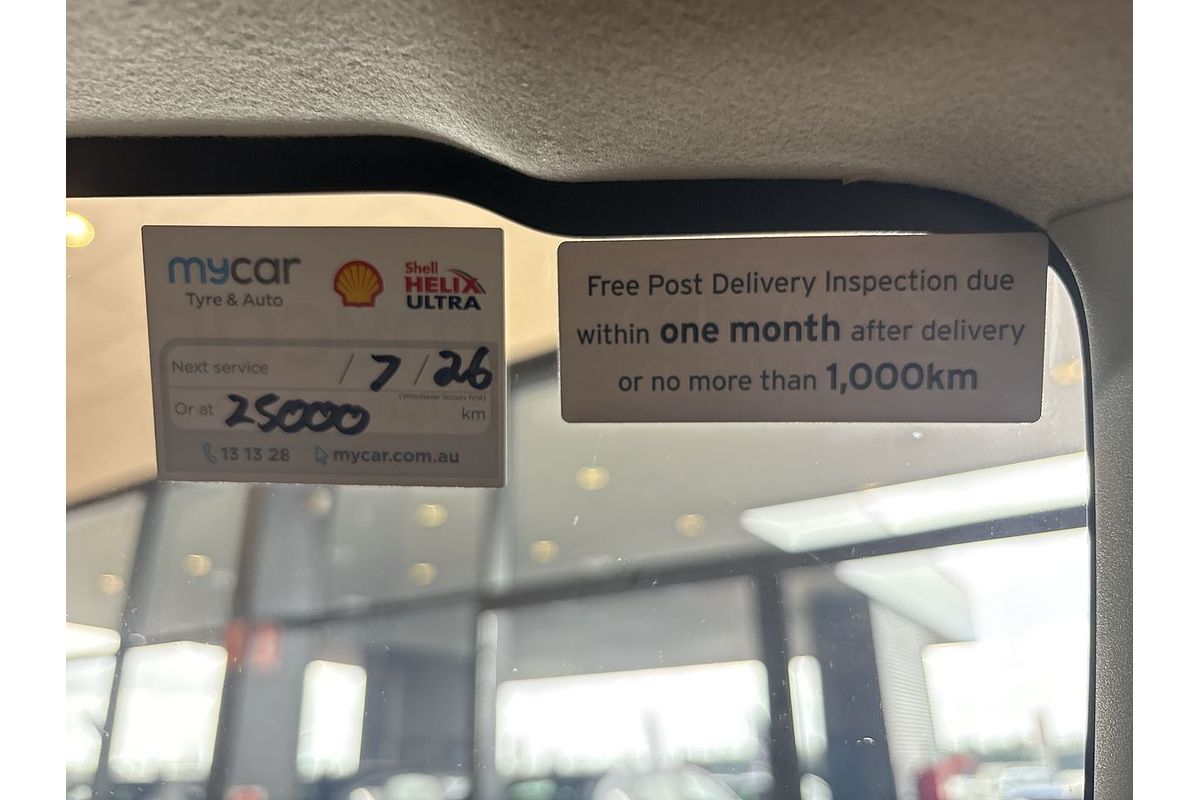 mycar
Tyre & Auto
Shell
HELIX
ULTRA
Next service / 7 / 26
(Whichever occurs first)
Or at 25000 km
13 13 28 mycar.com.au
Free Post Delivery Inspection due
within one month after delivery
or no more than 1,000km